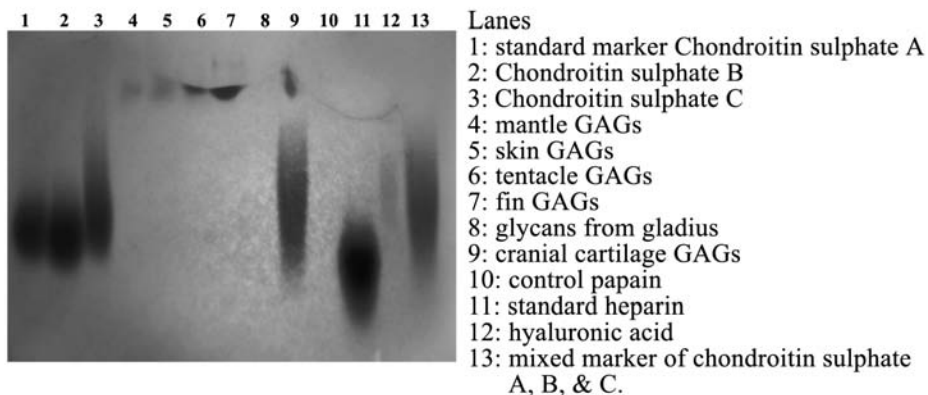 1 2 3 4 5 6 7 8 9 10 11 12 13
Lanes
1: standard marker Chondroitin sulphate A
2: Chondroitin sulphate B
3: Chondroitin sulphate C
4: mantle GAGs
5: skin GAGs
6: tentacle GAGs
7: fin GAGs
8: glycans from gladius
9: cranial cartilage GAGs
10: control papain
11: standard heparin
12: hyaluronic acid
13: mixed marker of chondroitin sulphate
A, B, & C.